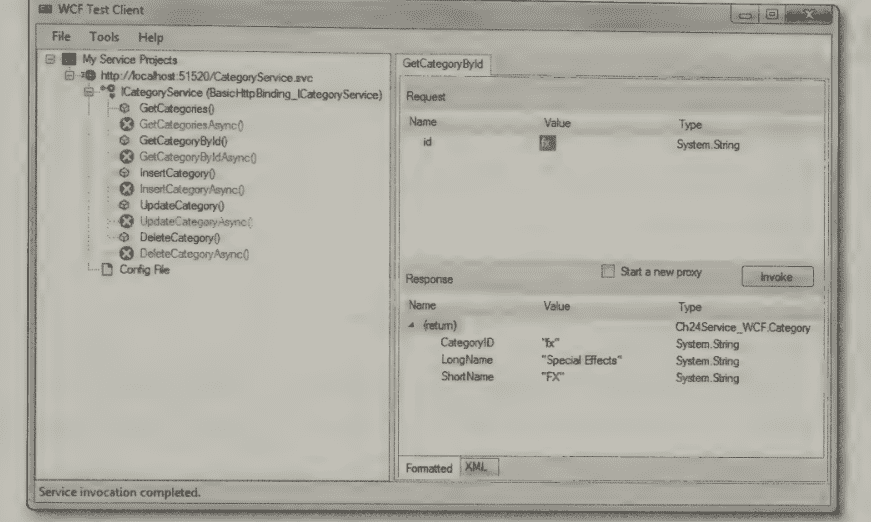 WCF Test Client
File Tools Help
My Service Projects
http://localhost:51520/CategoryService.svc
ICategoryService (BasicHttpBinding_ICategoryService)
GetCategories()
GetCategoriesAsync()
GetCategoryById()
GetCategoryByIdAsync()
InsertCategory()
InsertCategoryAsync()
UpdateCategory()
UpdateCategoryAsync()
DeleteCategory()
DeleteCategoryAsync()
Config File
GetCategoryById
Request
Name Value Type
id fx System.String
Response
Start a new proxy Invoke
Name Value Type
(return) Ch24Service_WCF.Category
CategoryID "fx" System.String
LongName "Special Effects" System.String
ShortName "FX" System.String
Formatted XML
Service invocation completed.